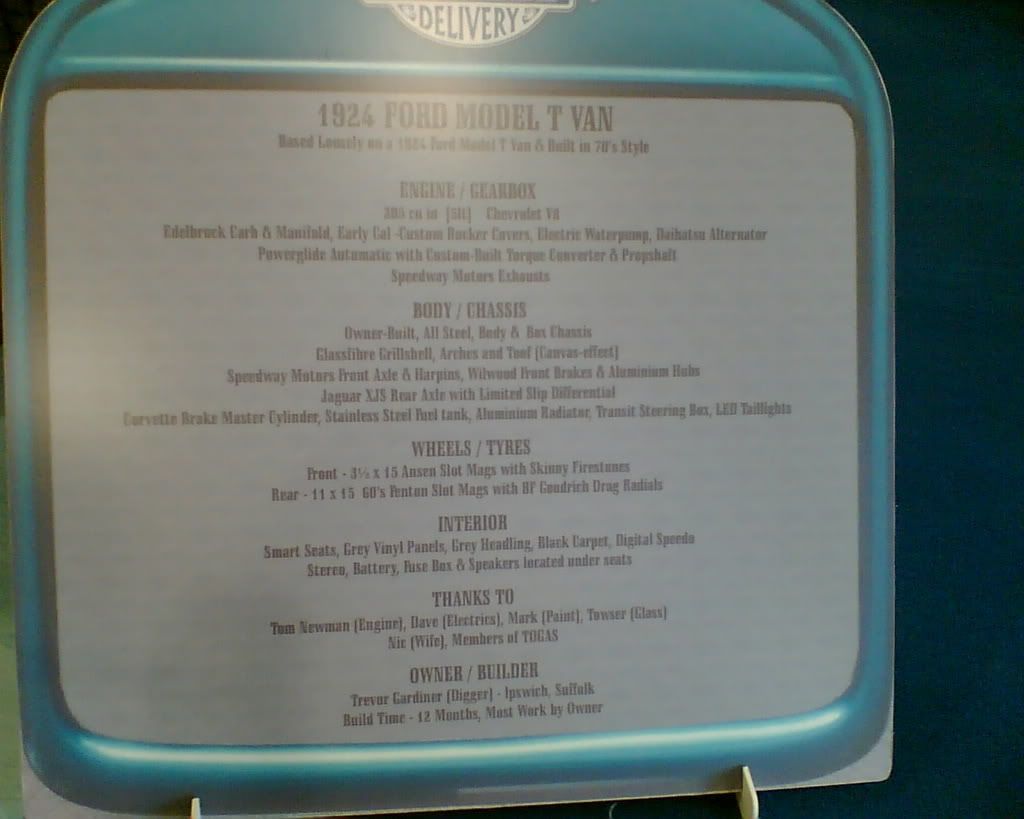 DELIVERY
1924 FORD MODEL T VAN
Based Loosely on a 1924 Ford Model T Van & Built in 70's Style
ENGINE / GEARBOX
cu in (5lt) Chevrolet V8
Edelbrock Carb & Manifold, Early Cal -Custom Rocker Covers, Electric Waterpump, Daihatsu Alternator
Powerglide Automatic with Custom-Built Torque Converter & Propshaft
Speedway Motors Exhausts
BODY / CHASSIS
Owner-Built, All Steel, Body & Box Chassis
Glassfibre Grillshell, Arches and Toof (Canvas-effect)
Speedway Motors Front Axle & Harpins, Wilwood Front Brakes & Aluminium Hubs
Jaguar XJS Rear Axle with Limited Slip Differential
Corvette Brake Master Cylinder, Stainless Steel Fuel tank, Aluminium Radiator, Transit Steering Box, LED Taillights
WHEELS / TYRES
Front - 3½ x 15 Ansen Slot Mags with Skinny Firestones
Rear - 11 x 15 60's Fenton Slot Mags with BF Goodrich Drag Radials
INTERIOR
Smart Seats, Grey Vinyl Panels, Grey Headling, Black Carpet, Digital Speedo
Stereo, Battery, Fuse Box & Speakers located under seats
THANKS TO
Tom Newman (Engine), Dave (Electrics), Mark (Paint), Towser (Glass)
Nic (Wife), Members of TOGAS
OWNER / BUILDER
Trevor Gardiner (Digger) - Ipswich, Suffolk
Build Time - 12 Months, Most Work by Owner